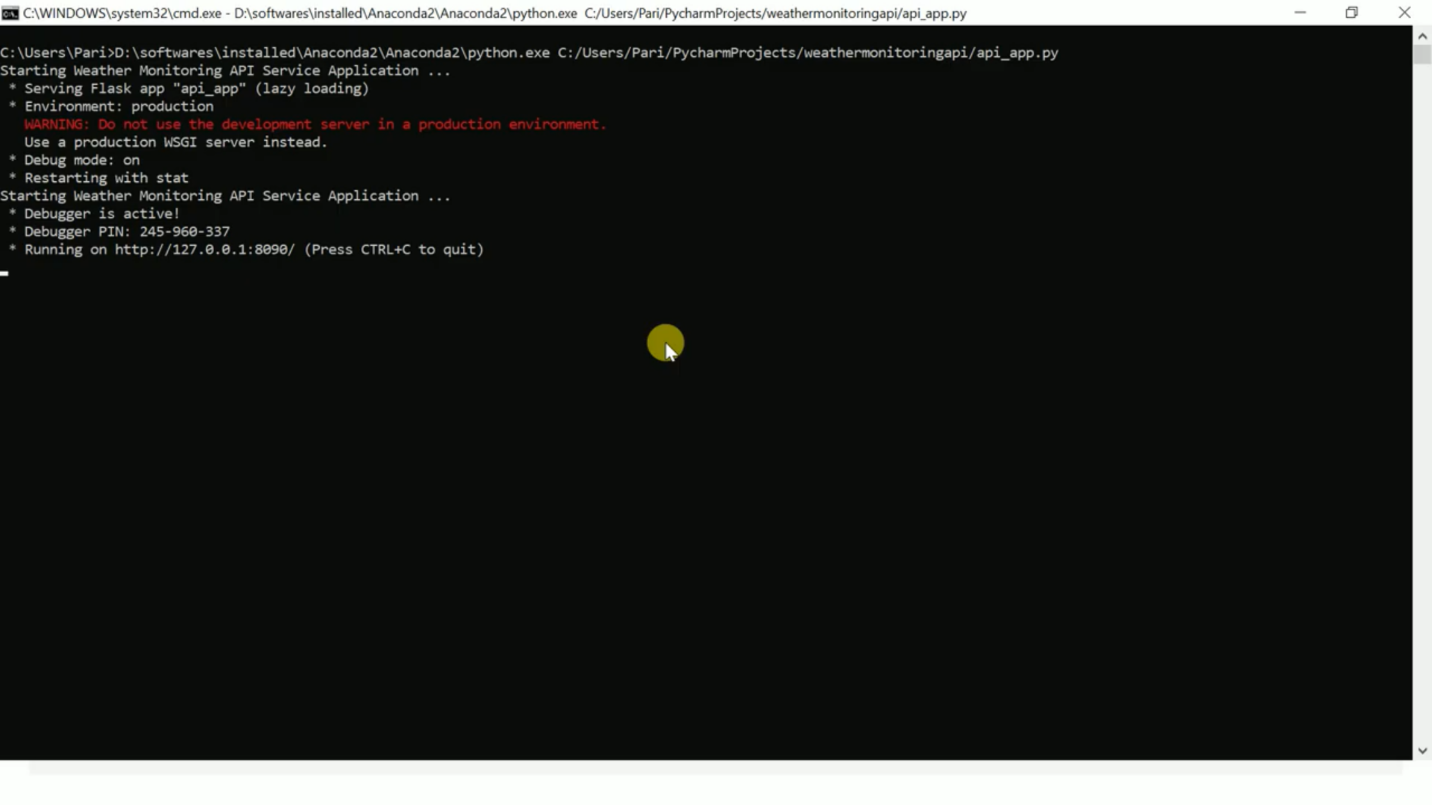 C:\WINDOWS\system32\cmd.exe - D:\softwares\installed\Anaconda2\Anaconda2\python.exe C:/Users/Pari/PycharmProjects/weathermonitoringapi/api_app.py
C:\Users\Pari>D:\softwares\installed\Anaconda2\Anaconda2\python.exe C:/Users/Pari/PycharmProjects/weathermonitoringapi/api_app.py
Starting Weather Monitoring API Service Application ...
 * Serving Flask app "api_app" (lazy loading)
 * Environment: production
   WARNING: Do not use the development server in a production environment.
   Use a production WSGI server instead.
 * Debug mode: on
 * Restarting with stat
Starting Weather Monitoring API Service Application ...
 * Debugger is active!
 * Debugger PIN: 245-960-337
 * Running on http://127.0.0.1:8090/ (Press CTRL+C to quit)